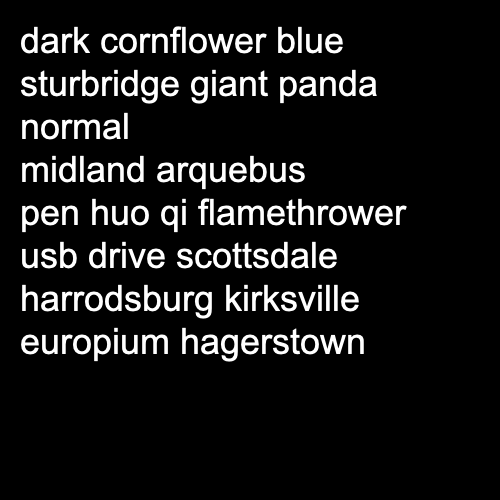 dark cornflower blue
sturbridge giant panda
normal
midland arquebus
pen huo qi flamethrower
usb drive scottsdale
harrodsburg kirksville
europium hagerstown